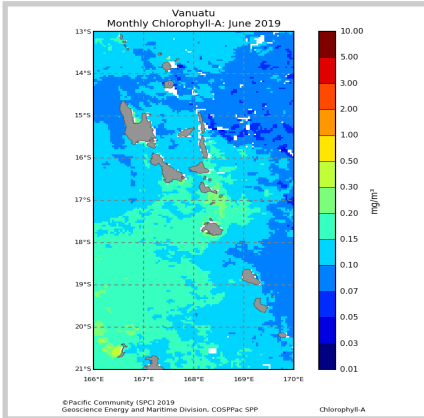 Vanuatu
Monthly Chlorophyll-A: June 2019
13°S
14°S
15°S
16°S
17°S
18°S
19°S
20°S
21°S
166°E
167°E
168°E
169°E
170°E
10.00
5.00
3.00
2.00
1.00
0.50
0.30
0.20
0.15
0.10
0.07
0.05
0.03
0.01
mg/m³
©Pacific Community (SPC) 2019
Geoscience Energy and Maritime Division, COSPPac SPP
Chlorophyll-A